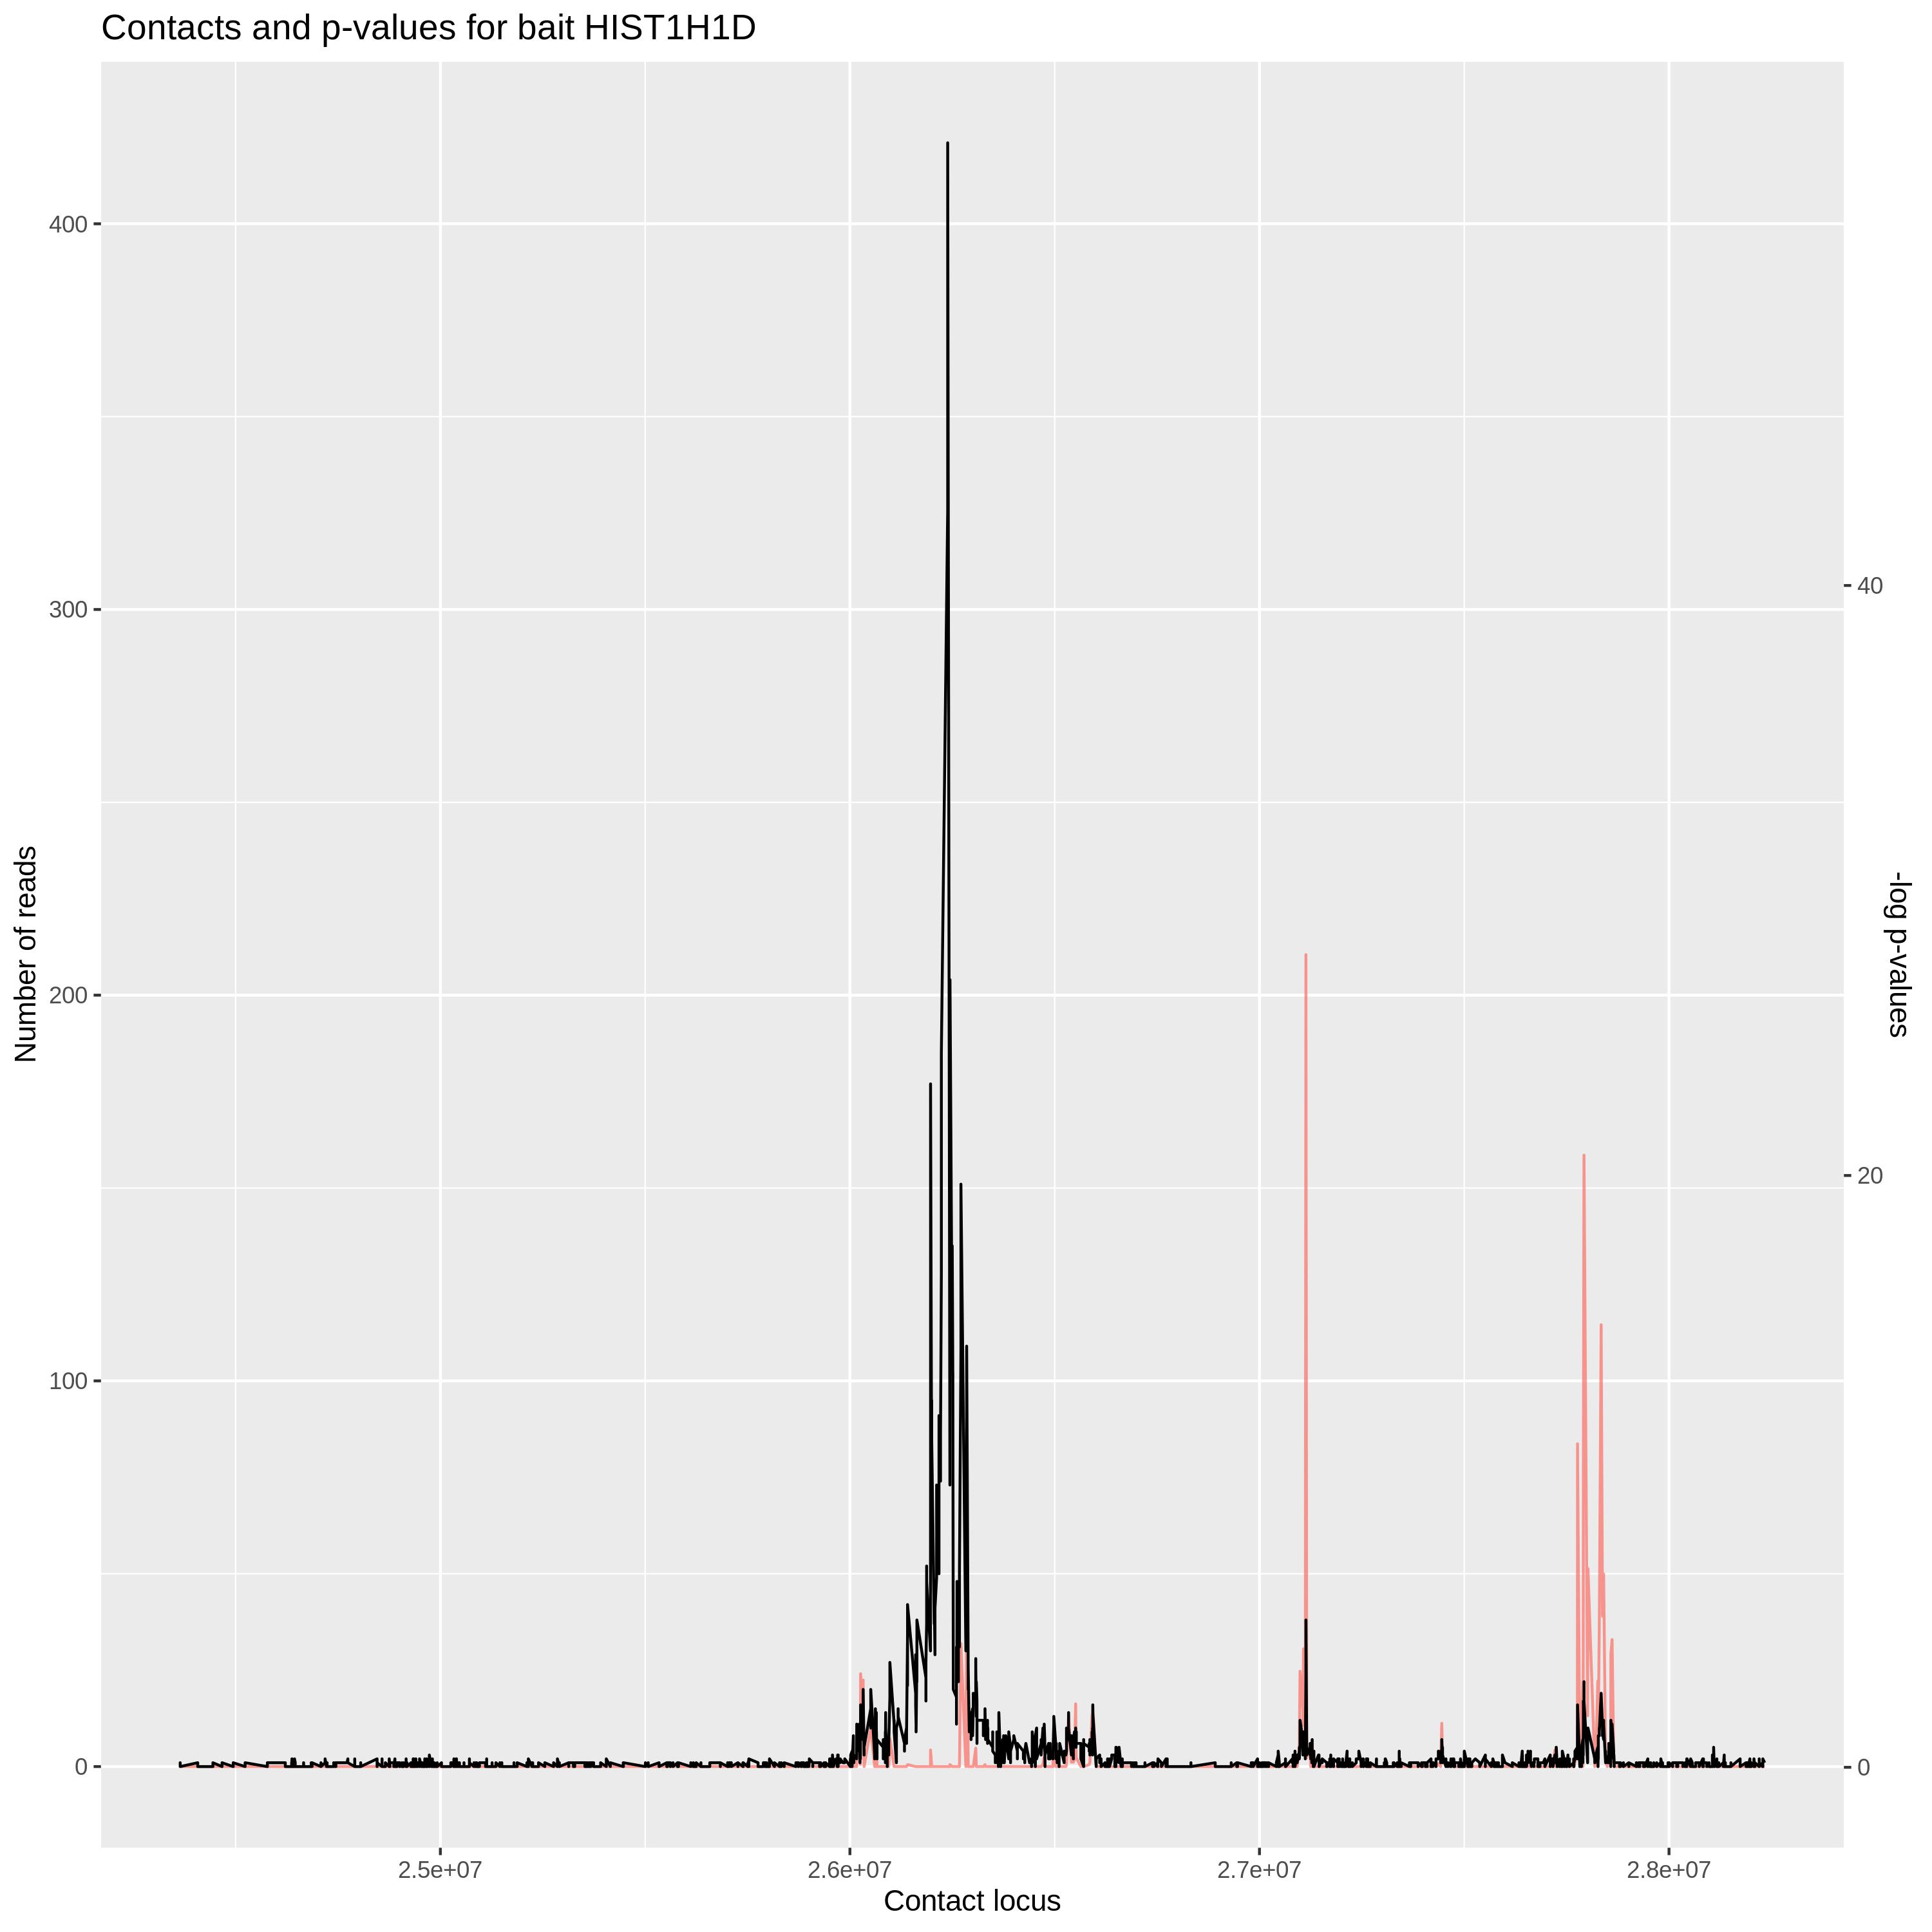 Contacts and p-values for bait HIST1H1D
400
300
200
100
0
Number of reads
40
20
0
-log p-values
2.5e+07
2.6e+07
2.7e+07
2.8e+07
Contact locus